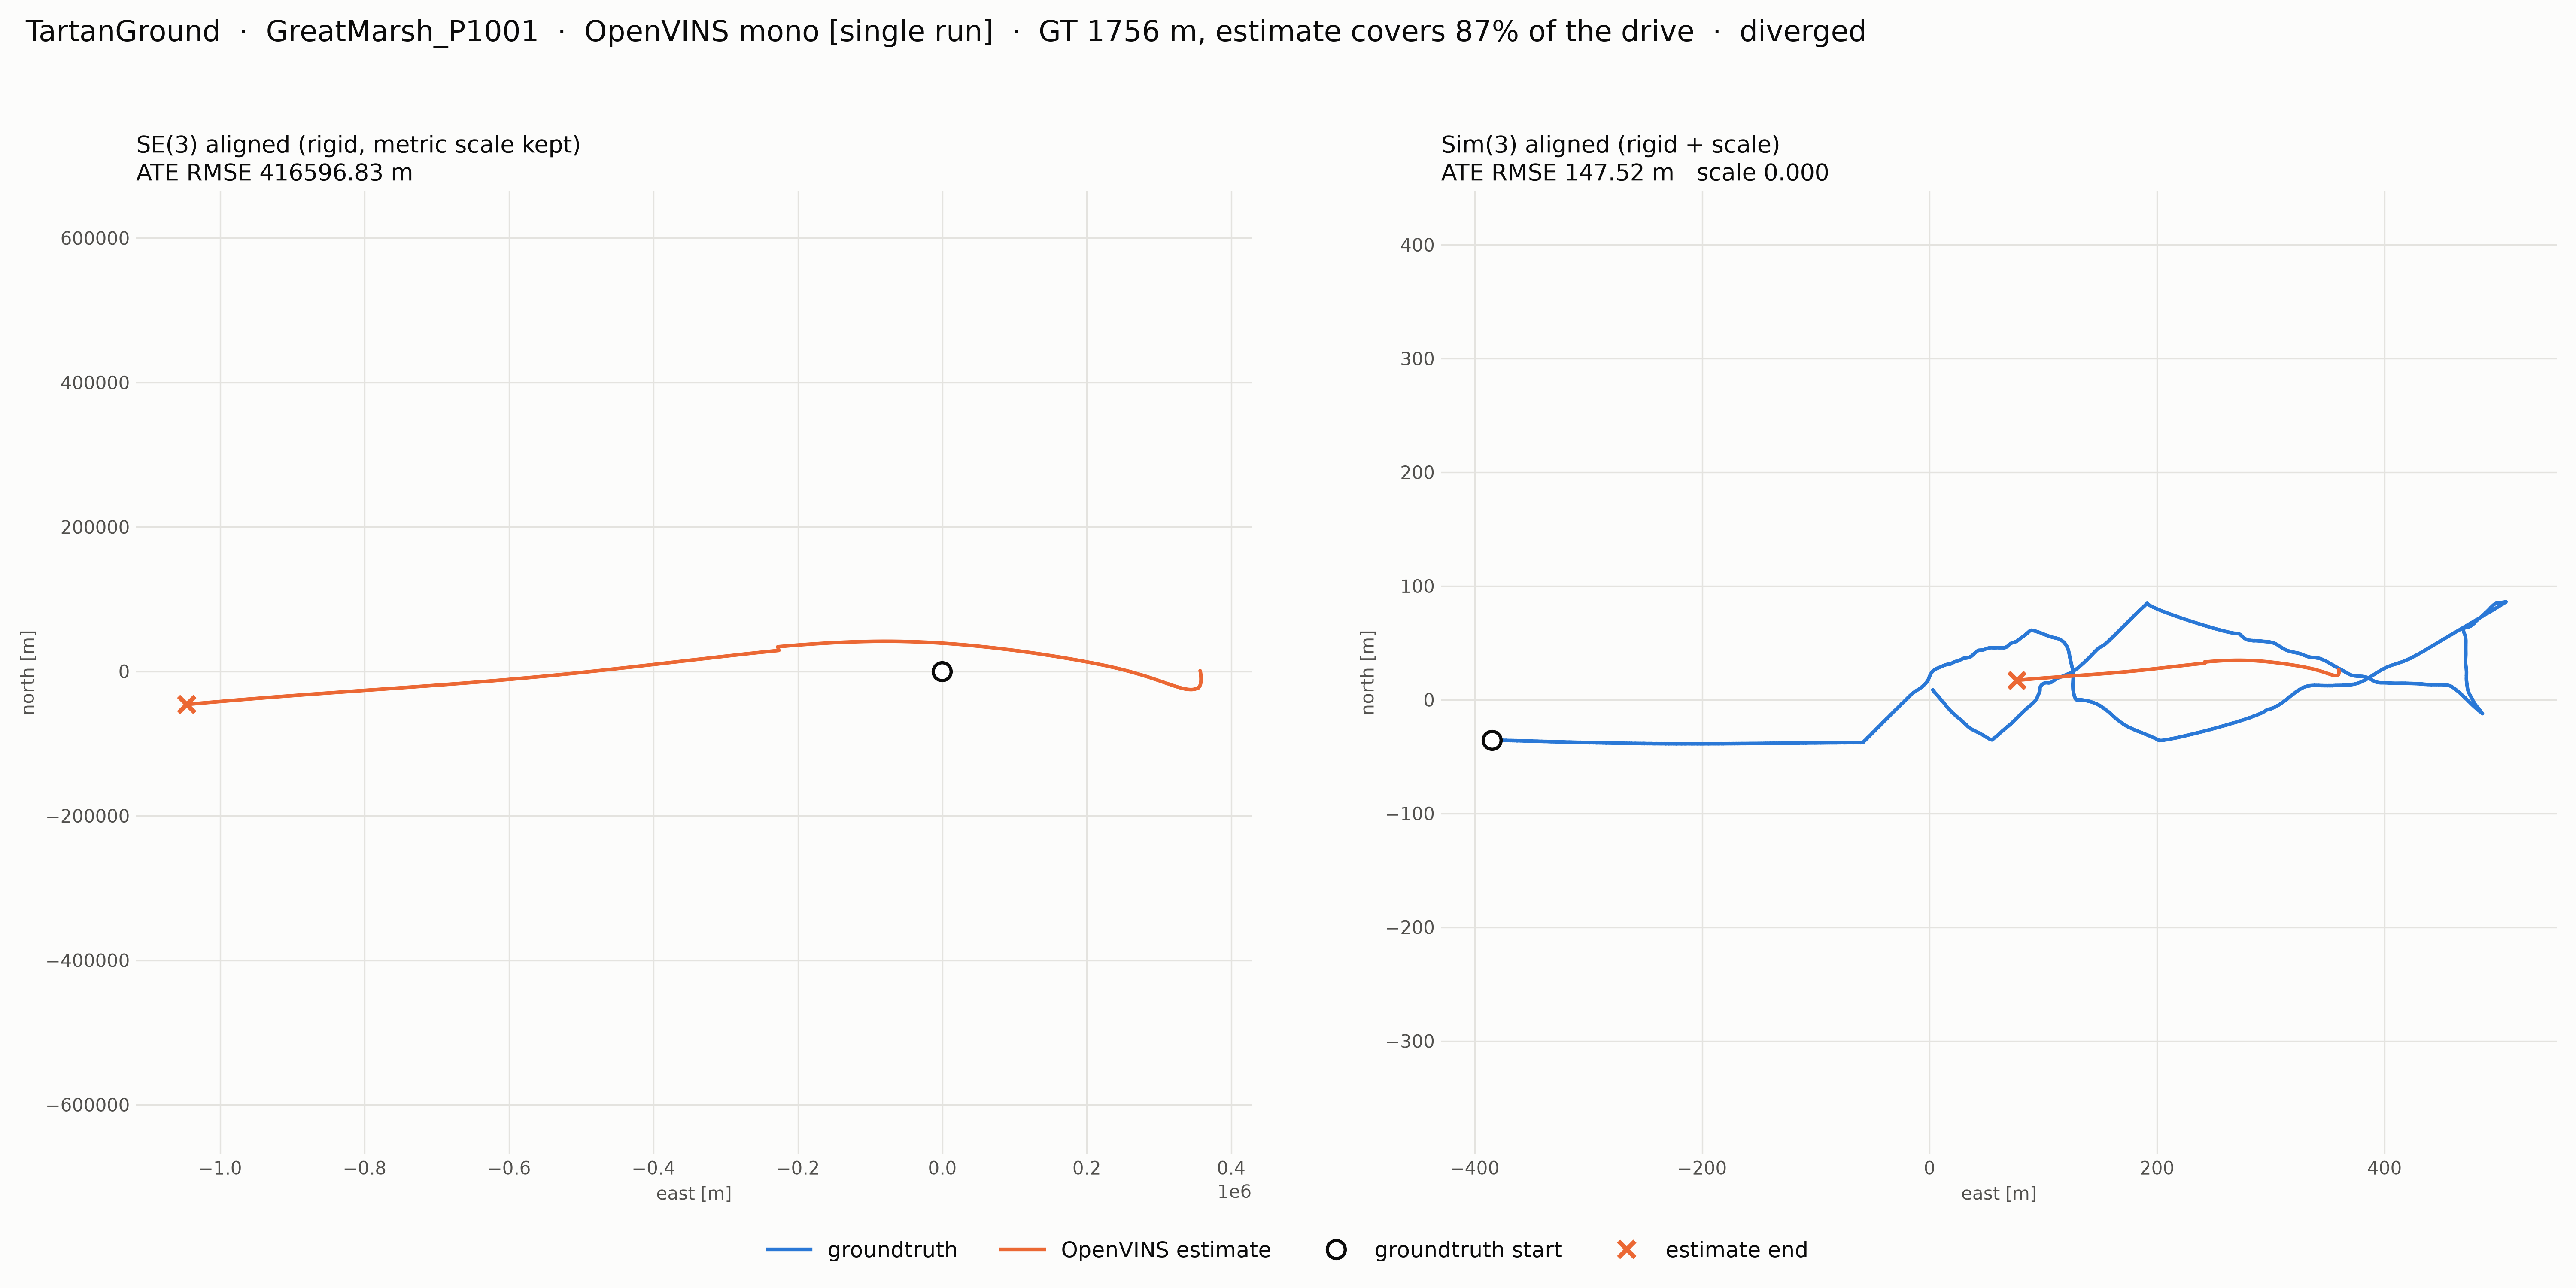 TartanGround · GreatMarsh_P1001 · OpenVINS mono [single run] · GT 1756 m, estimate covers 87% of the drive · diverged
SE(3) aligned (rigid, metric scale kept)
ATE RMSE 416596.83 m
600000
400000
200000
0
−200000
−400000
−600000
north [m]
−1.0
−0.8
−0.6
−0.4
−0.2
0.0
0.2
0.4
1e6
east [m]
Sim(3) aligned (rigid + scale)
ATE RMSE 147.52 m scale 0.000
400
300
200
100
0
−100
−200
−300
north [m]
−400
−200
0
200
400
east [m]
groundtruth
OpenVINS estimate
groundtruth start
estimate end